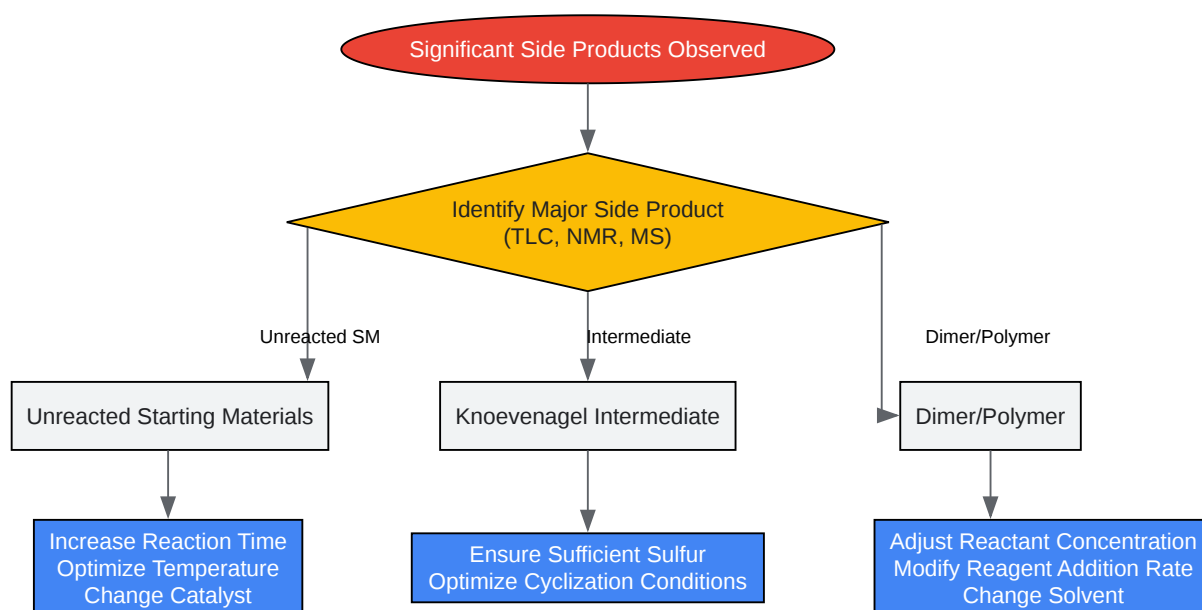 Significant Side Products Observed
Identify Major Side Product
(TLC, NMR, MS)
Unreacted SM
Intermediate
Dimer/Polymer
Unreacted Starting Materials
Knoevenagel Intermediate
Dimer/Polymer
Increase Reaction Time
Optimize Temperature
Change Catalyst
Ensure Sufficient Sulfur
Optimize Cyclization Conditions
Adjust Reactant Concentration
Modify Reagent Addition Rate
Change Solvent